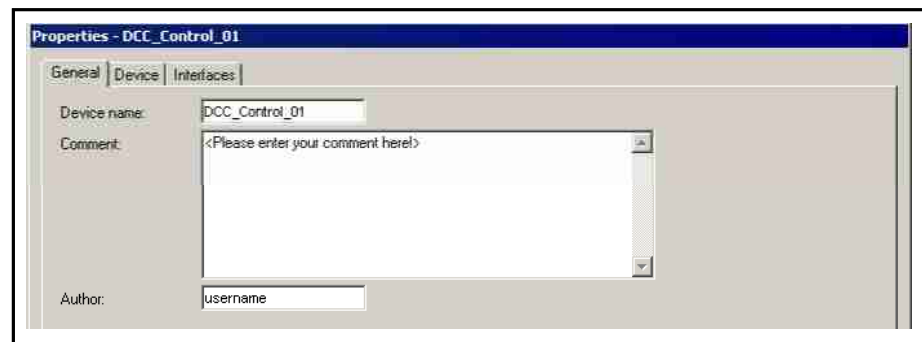 Properties - DCC_Control_01
General Device Interfaces
Device name: DCC_Control_01
Comment: <Please enter your comment here!>
Author: username